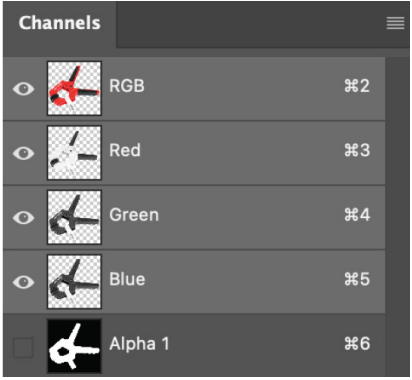 Channels
RGB ⌘2
Red ⌘3
Green ⌘4
Blue ⌘5
Alpha 1 ⌘6